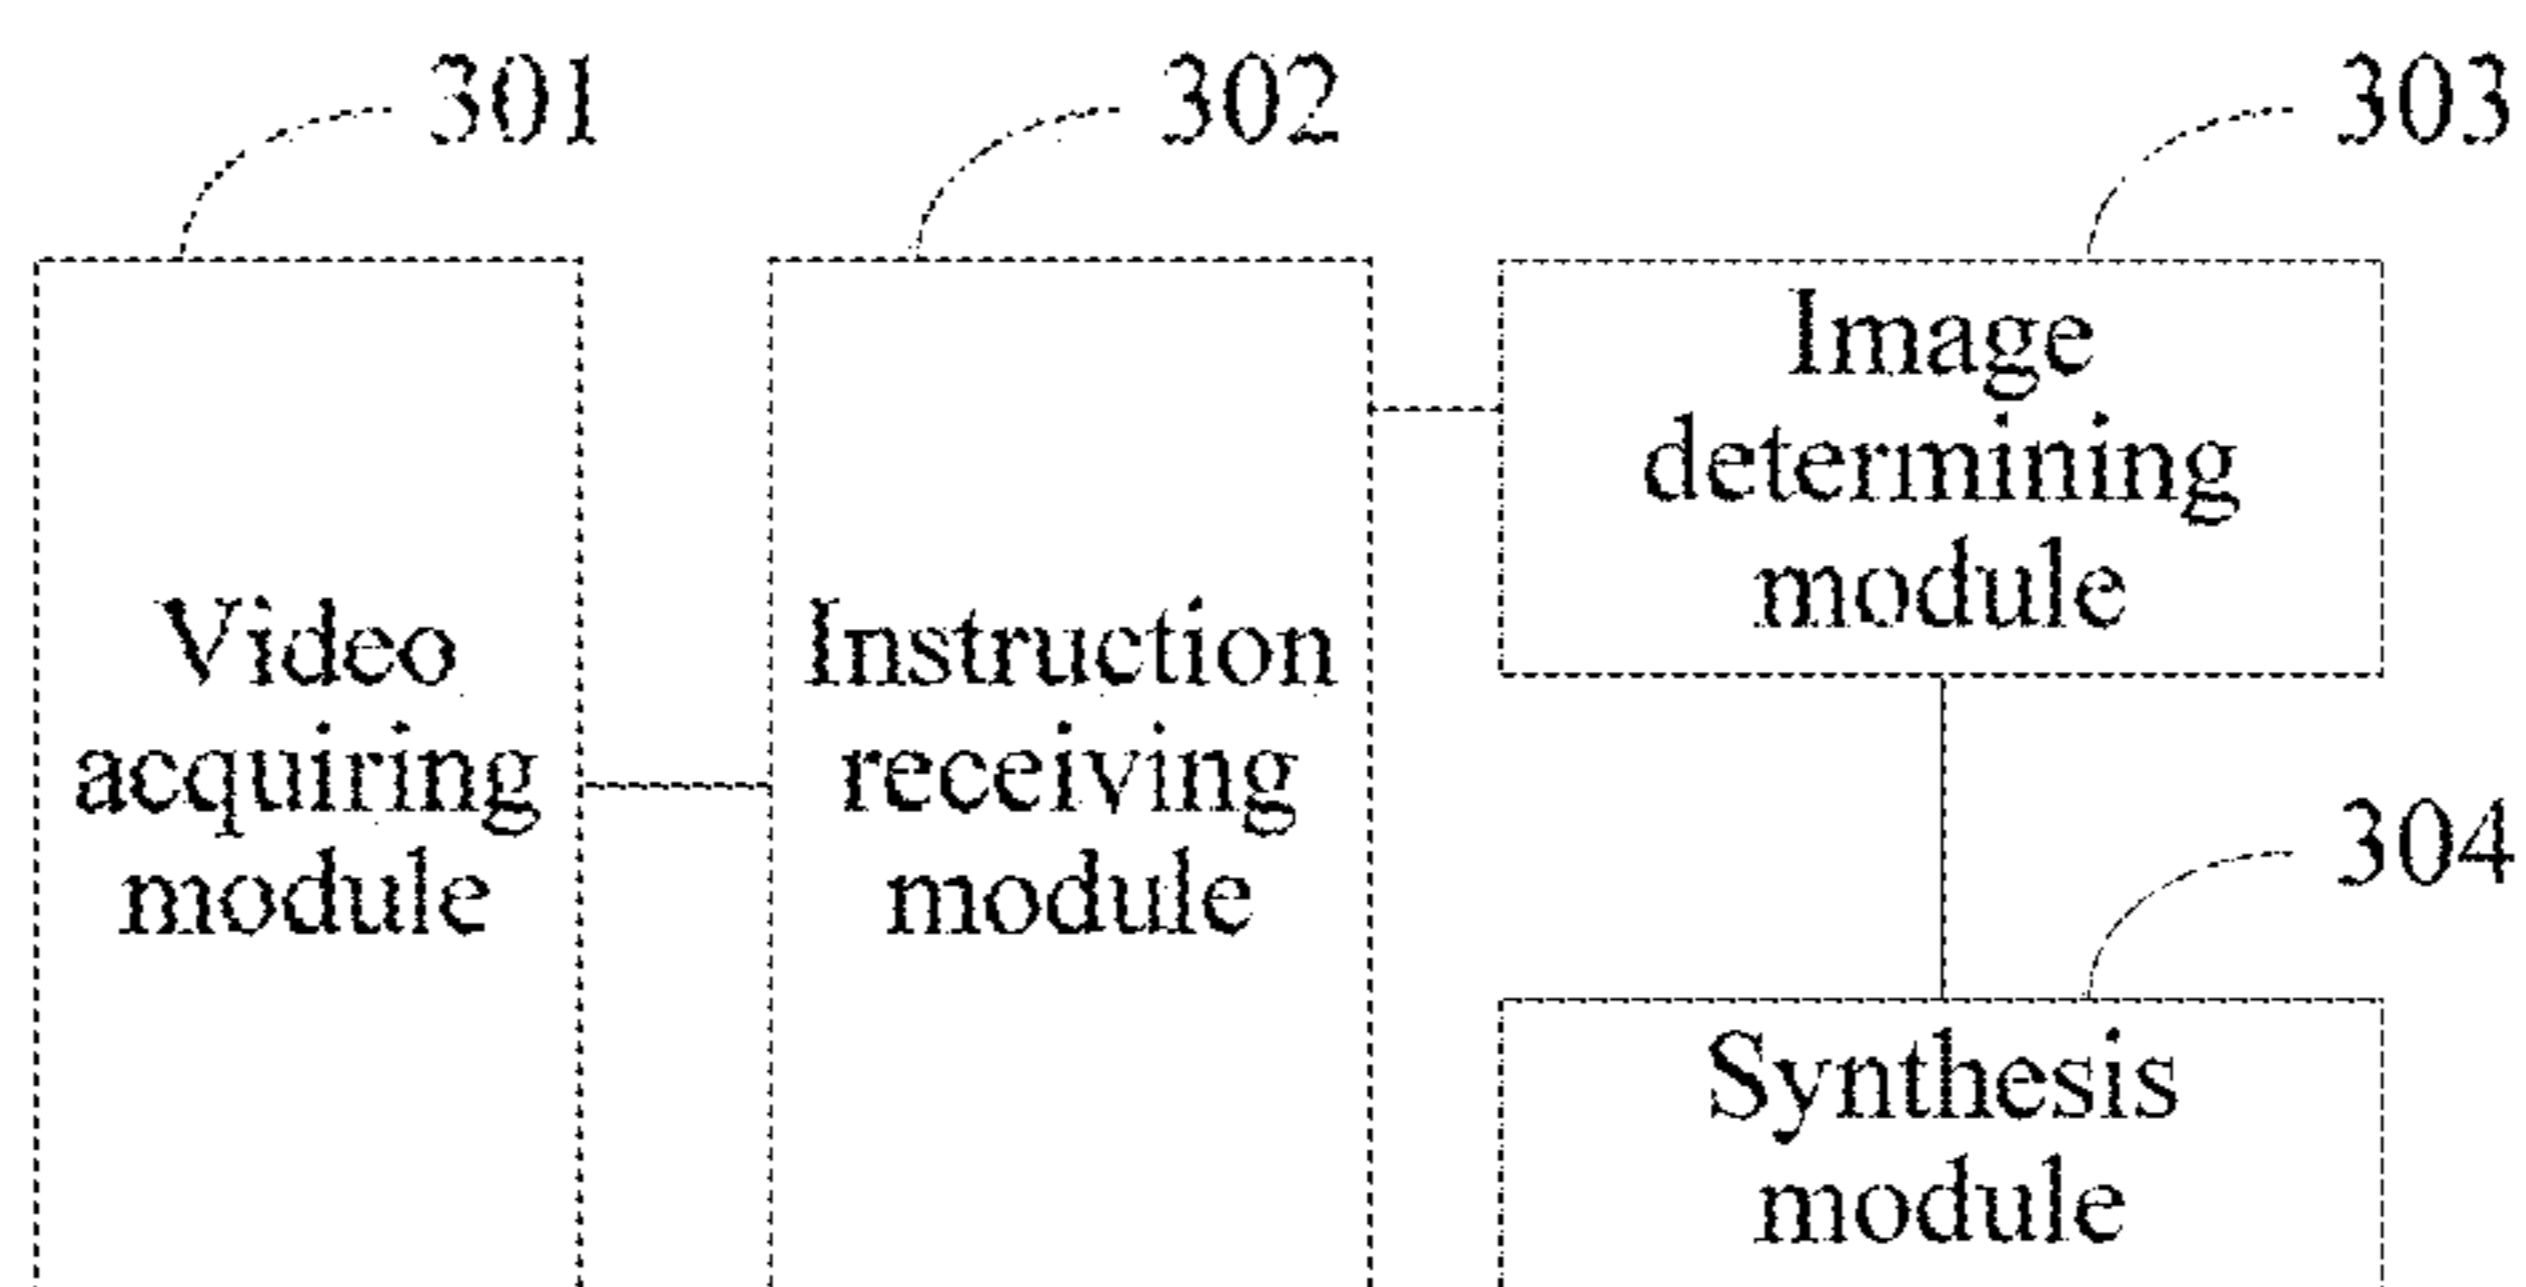 301
302
303
Video
acquiring
module
Instruction
receiving
module
Image
determining
module
304
Synthesis
module